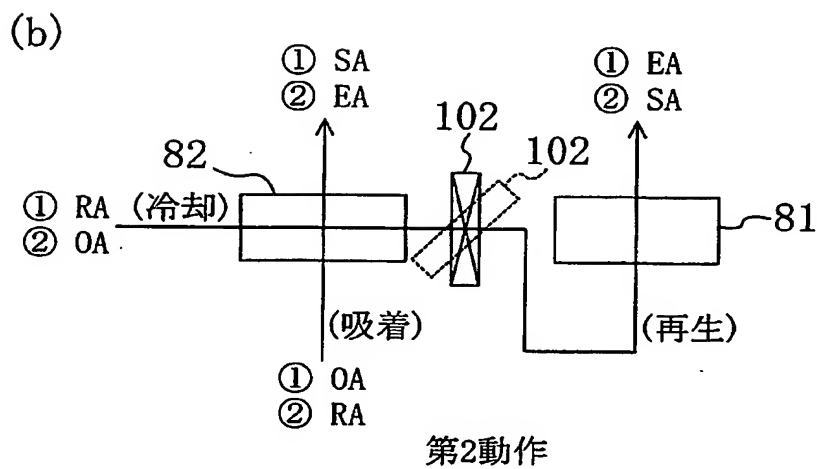 (b)
① SA
② EA
① EA
② SA
82
102
102
① RA (冷却)
② OA
81
(吸着)
(再生)
① OA
② RA
第2動作